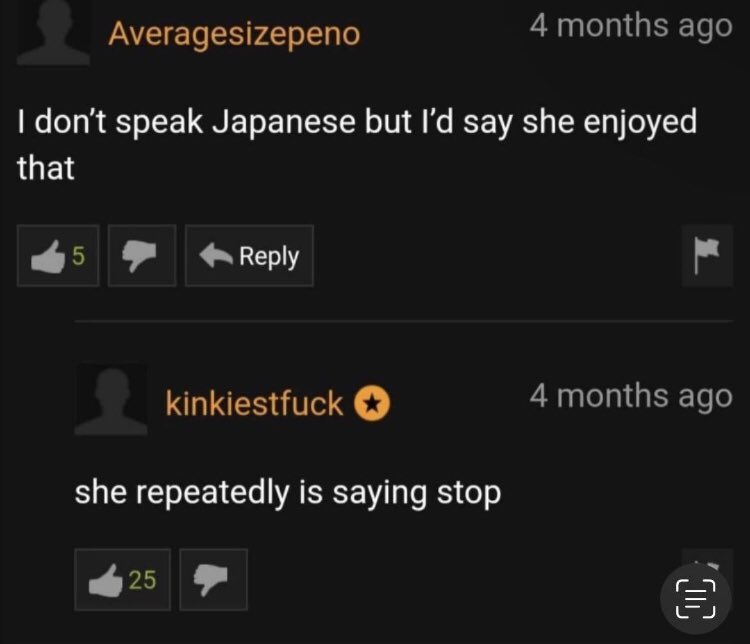 Averagesizepeno
4 months ago
I don't speak Japanese but I'd say she enjoyed
that
5
Reply
kinkiestfuck
4 months ago
she repeatedly is saying stop
25